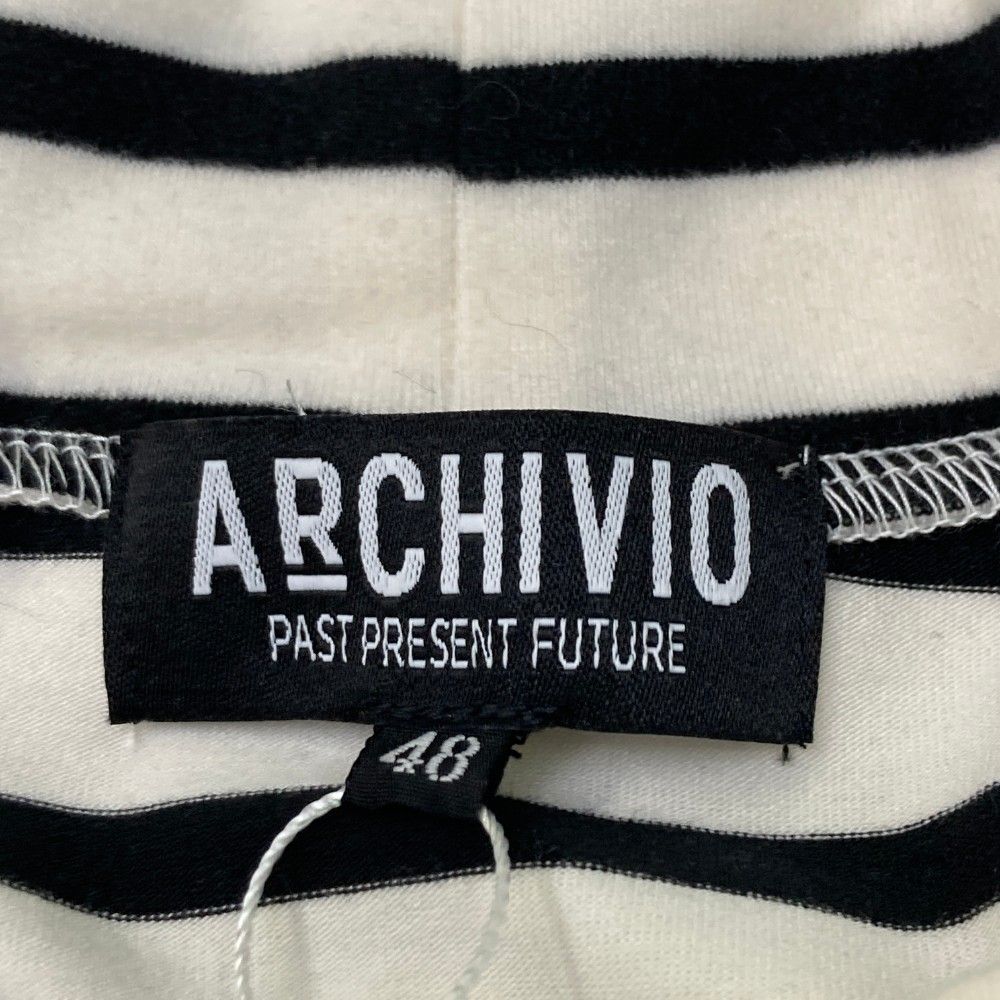 ARCHIVIO
PAST PRESENT FUTURE
48